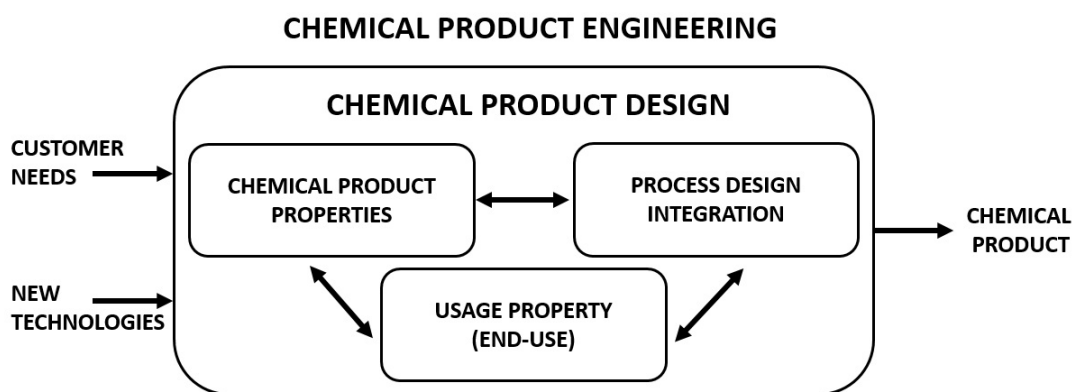 CHEMICAL PRODUCT ENGINEERING
CHEMICAL PRODUCT DESIGN
CUSTOMER
NEEDS
CHEMICAL PRODUCT
PROPERTIES
PROCESS DESIGN
INTEGRATION
CHEMICAL
PRODUCT
NEW
TECHNOLOGIES
USAGE PROPERTY
(END-USE)